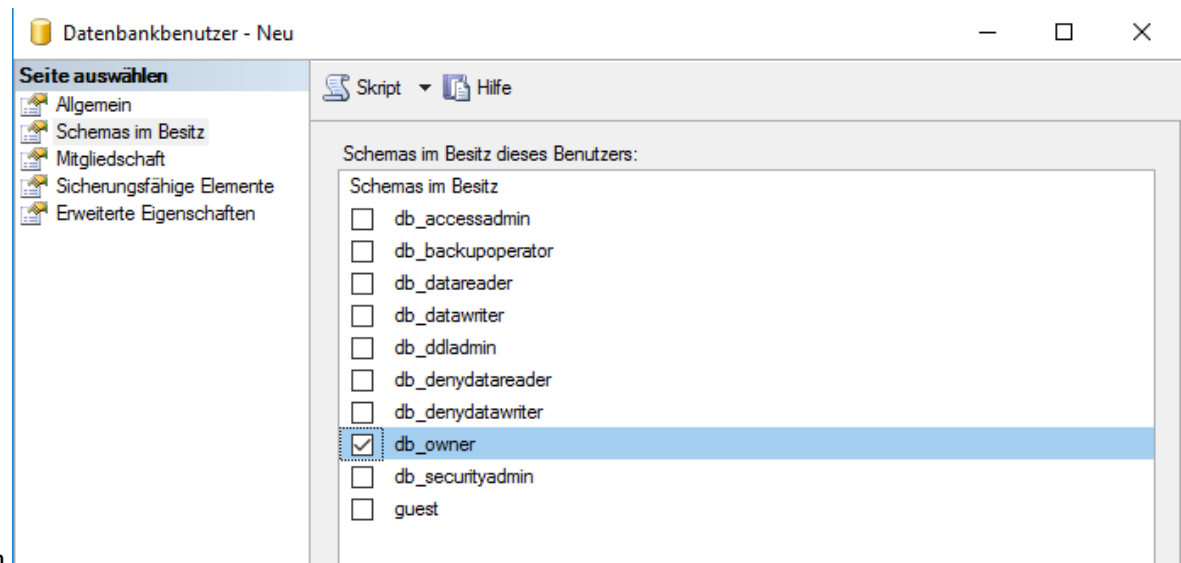 Datenbankbenutzer - Neu
Seite auswählen
Allgemein
Schemas im Besitz
Mitgliedschaft
Sicherungsfähige Elemente
Erweiterte Eigenschaften
Skript
Hilfe
Schemas im Besitz dieses Benutzers:
Schemas im Besitz
db_accessadmin
db_backupoperator
db_datareader
db_datawriter
db_ddladmin
db_denydatareader
db_denydatawriter
db_owner
db_securityadmin
guest